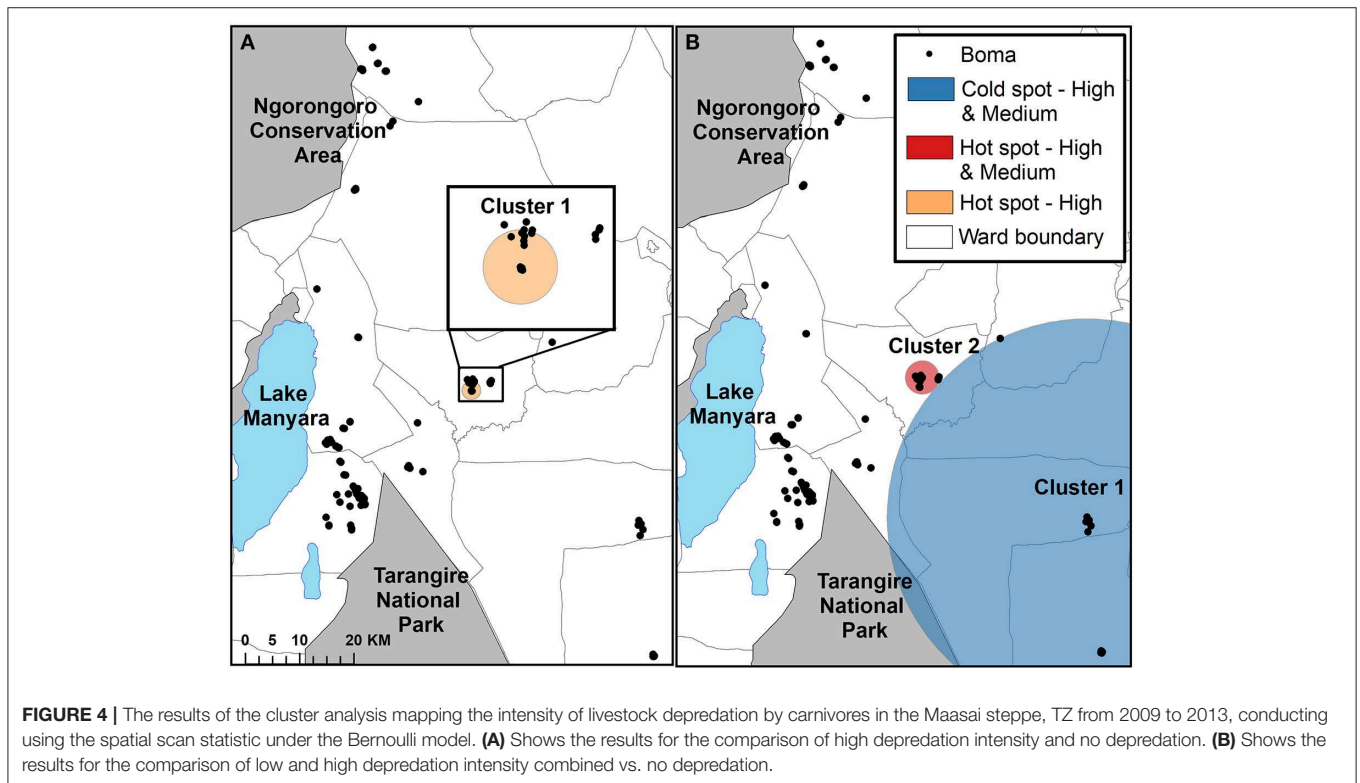 A
Ngorongoro
Conservation
Area
Cluster 1
Lake
Manyara
Tarangire
National
Park
0 5 10 20 KM
B
Boma
Cold spot - High
& Medium
Hot spot - High
& Medium
Hot spot - High
Ward boundary
Ngorongoro
Conservation
Area
Cluster 2
Lake
Manyara
Cluster 1
Tarangire
National
Park
FIGURE 4 | The results of the cluster analysis mapping the intensity of livestock depredation by carnivores in the Maasai steppe, TZ from 2009 to 2013, conducting
using the spatial scan statistic under the Bernoulli model. (A) Shows the results for the comparison of high depredation intensity and no depredation. (B) Shows the
results for the comparison of low and high depredation intensity combined vs. no depredation.